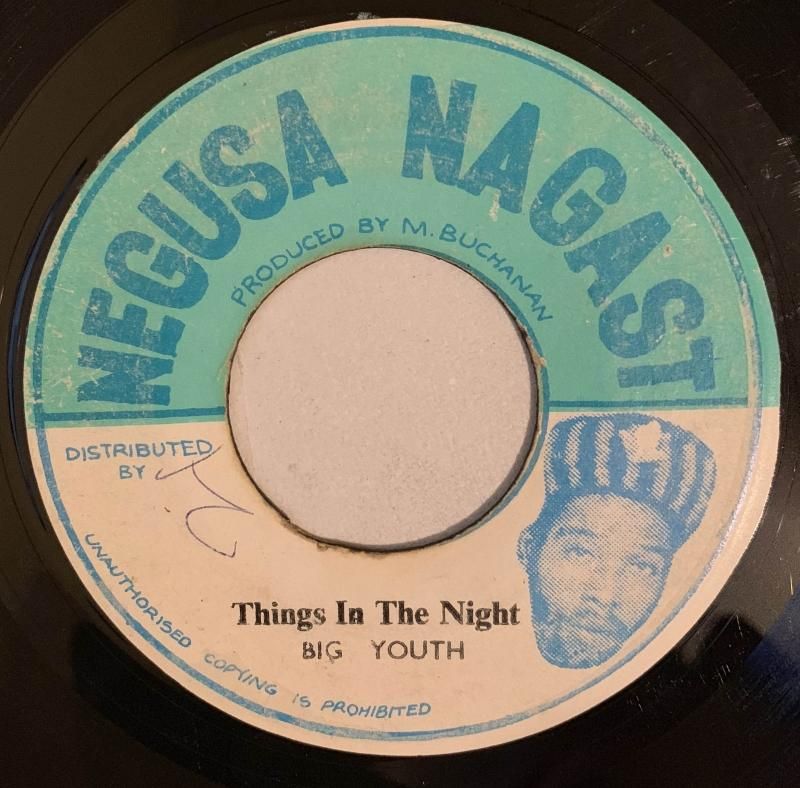 NEGUSA NAGAST
PRODUCED BY M. BUCHANAN
DISTRIBUTED
BY
Things In The Night
BIG YOUTH
UNAUTHORISED COPYING IS PROHIBITED